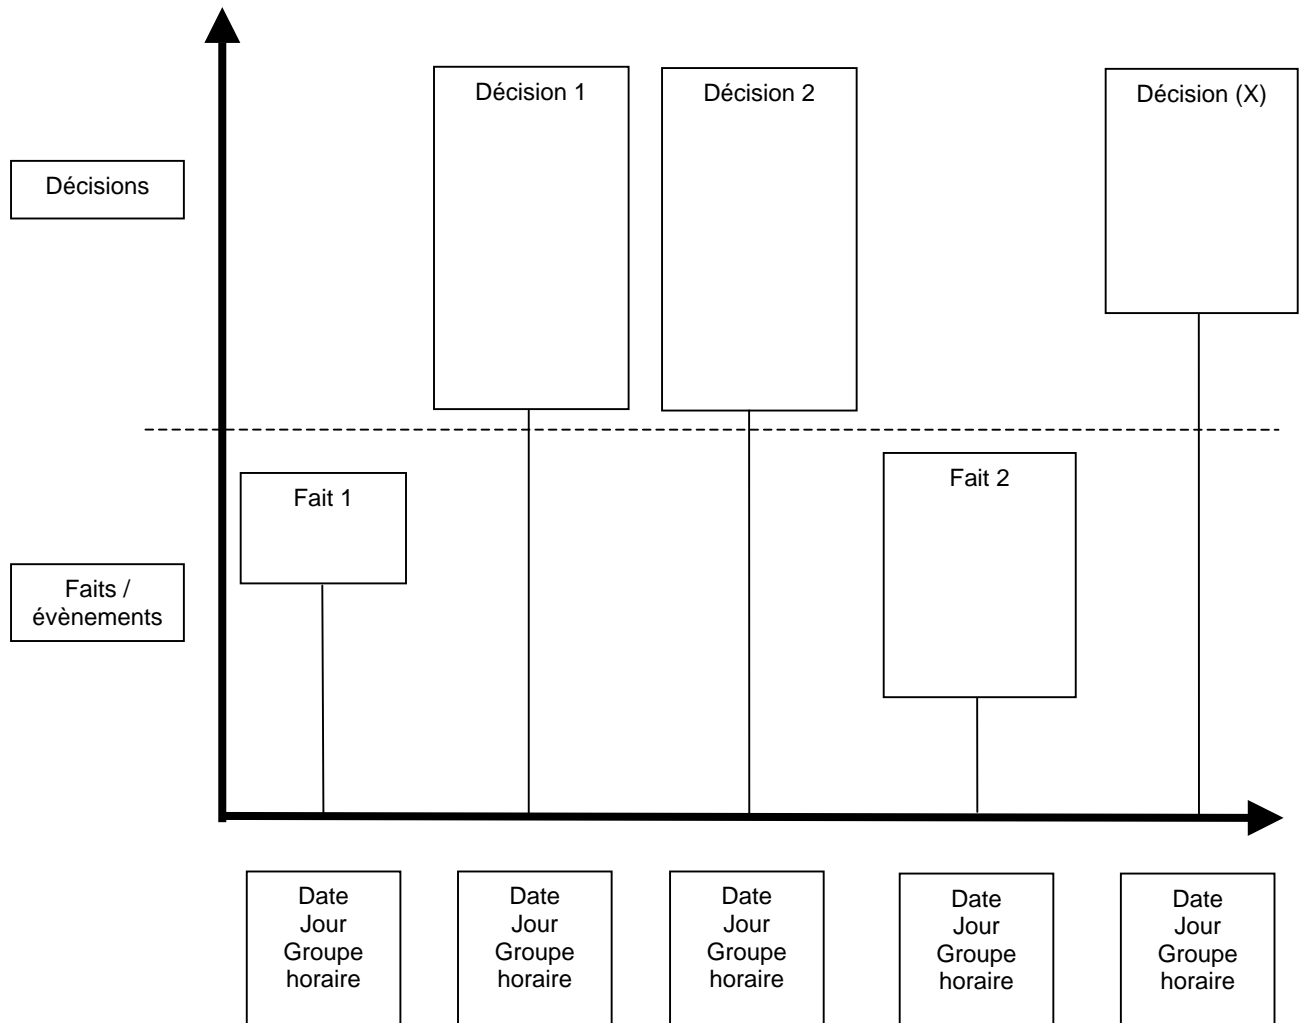 Décision 1
Décision 2
Décision (X)
Décisions
Fait 1
Fait 2
Faits /
évènements
Date
Jour
Groupe
horaire
Date
Jour
Groupe
horaire
Date
Jour
Groupe
horaire
Date
Jour
Groupe
horaire
Date
Jour
Groupe
horaire